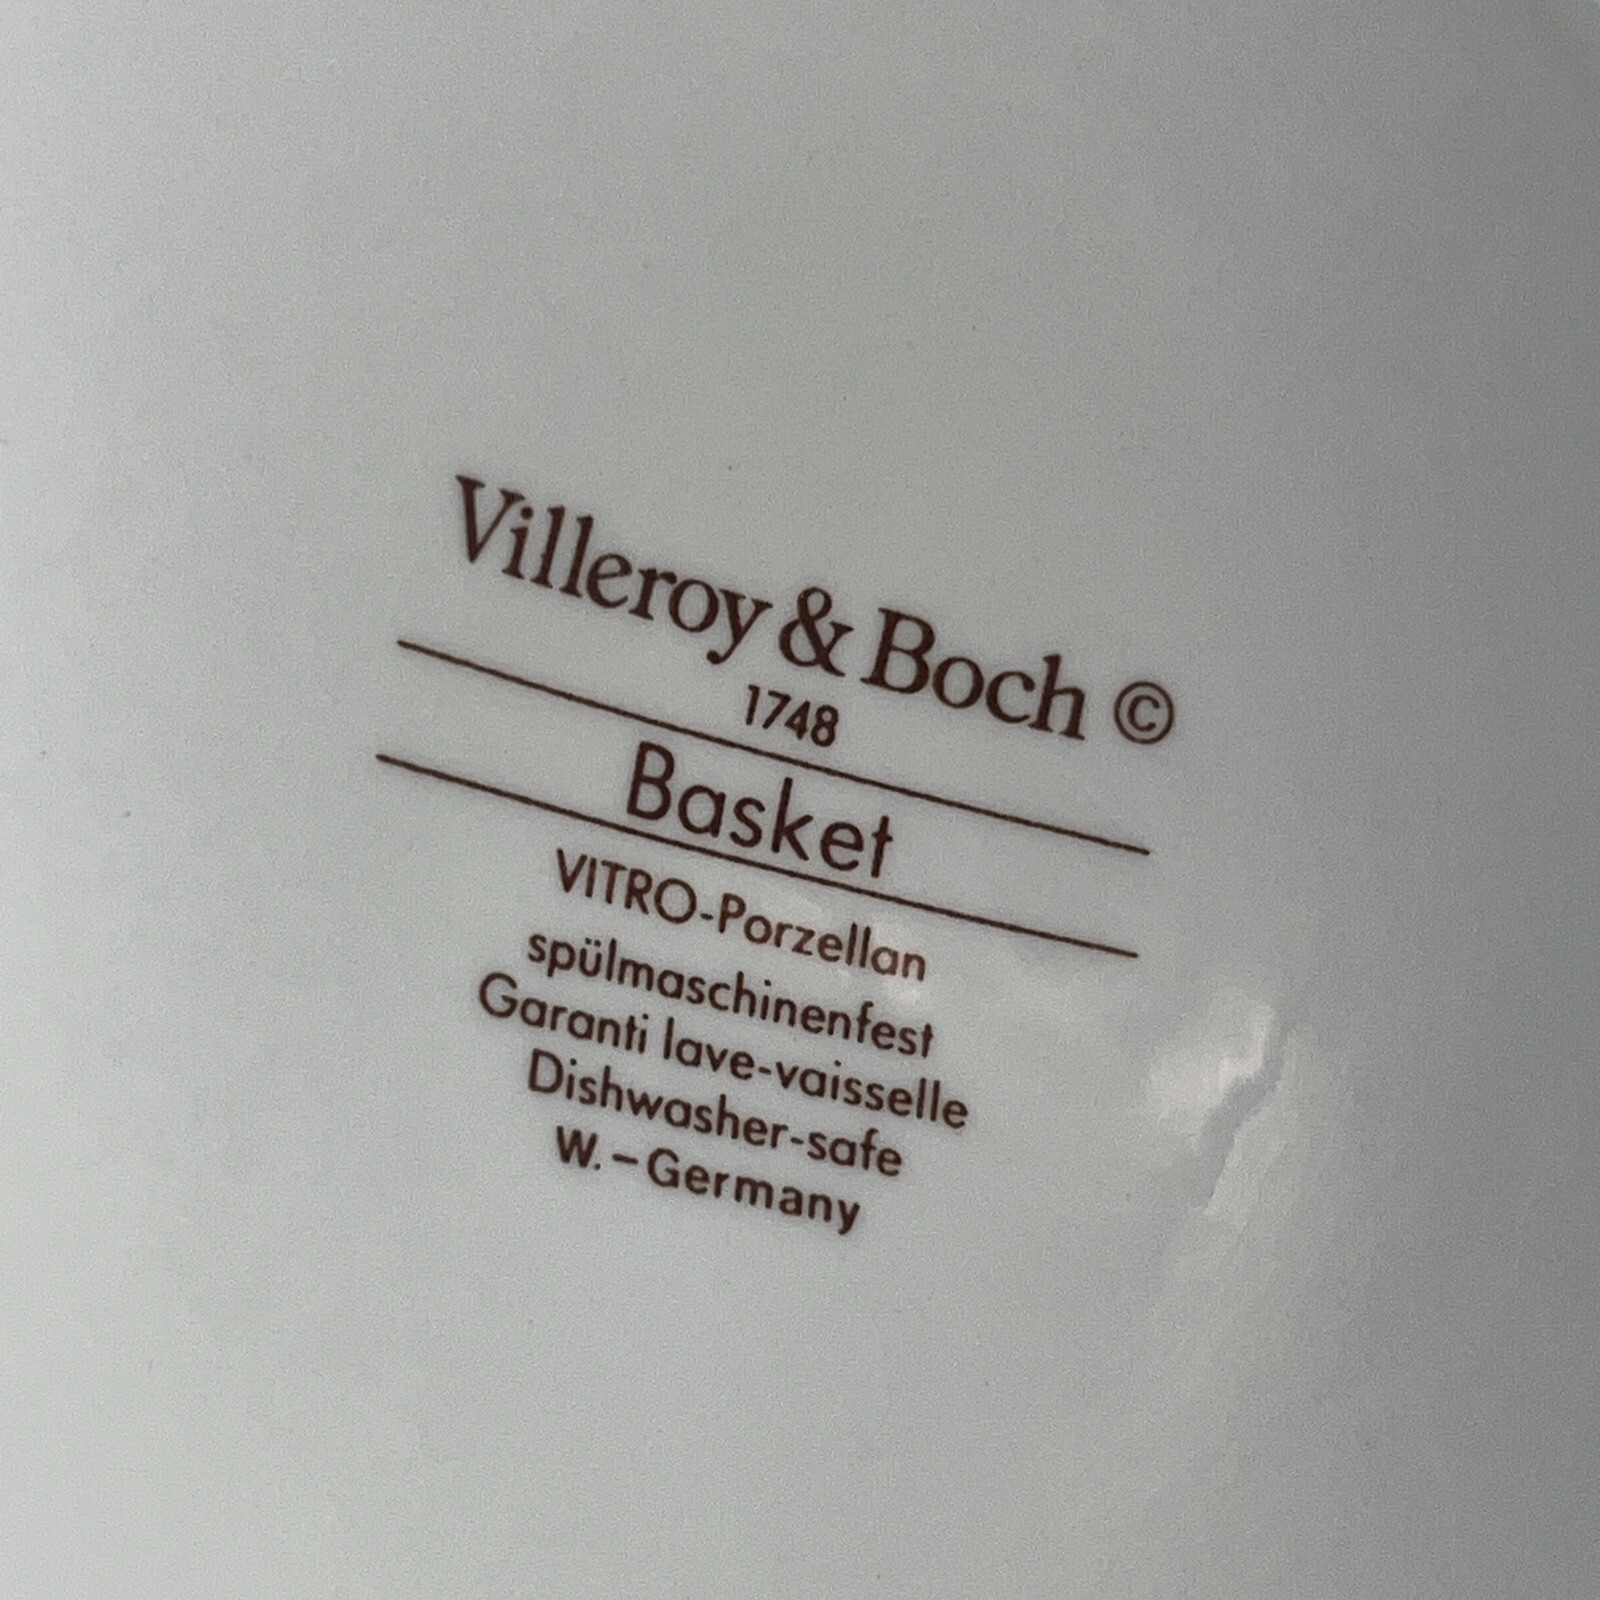 Villeroy & Boch ©
1748
Basket
VITRO-Porzellan
spülmaschinenfest
Garanti lave-vaisselle
Dishwasher-safe
W.–Germany